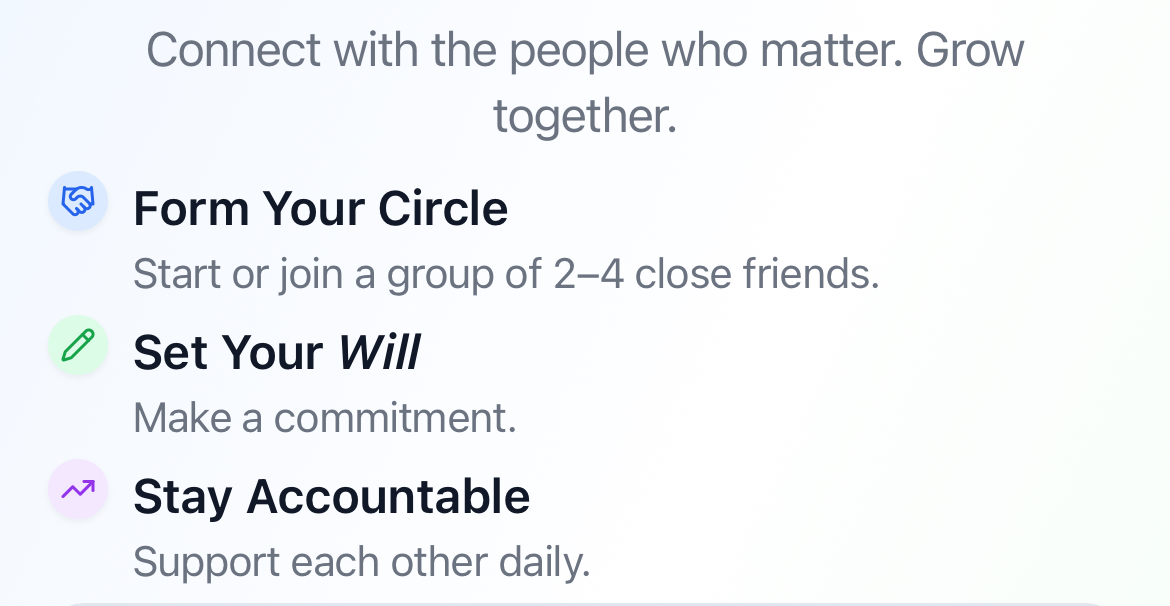 Connect with the people who matter. Grow
together.
Form Your Circle
Start or join a group of 2–4 close friends.
Set Your Will
Make a commitment.
Stay Accountable
Support each other daily.